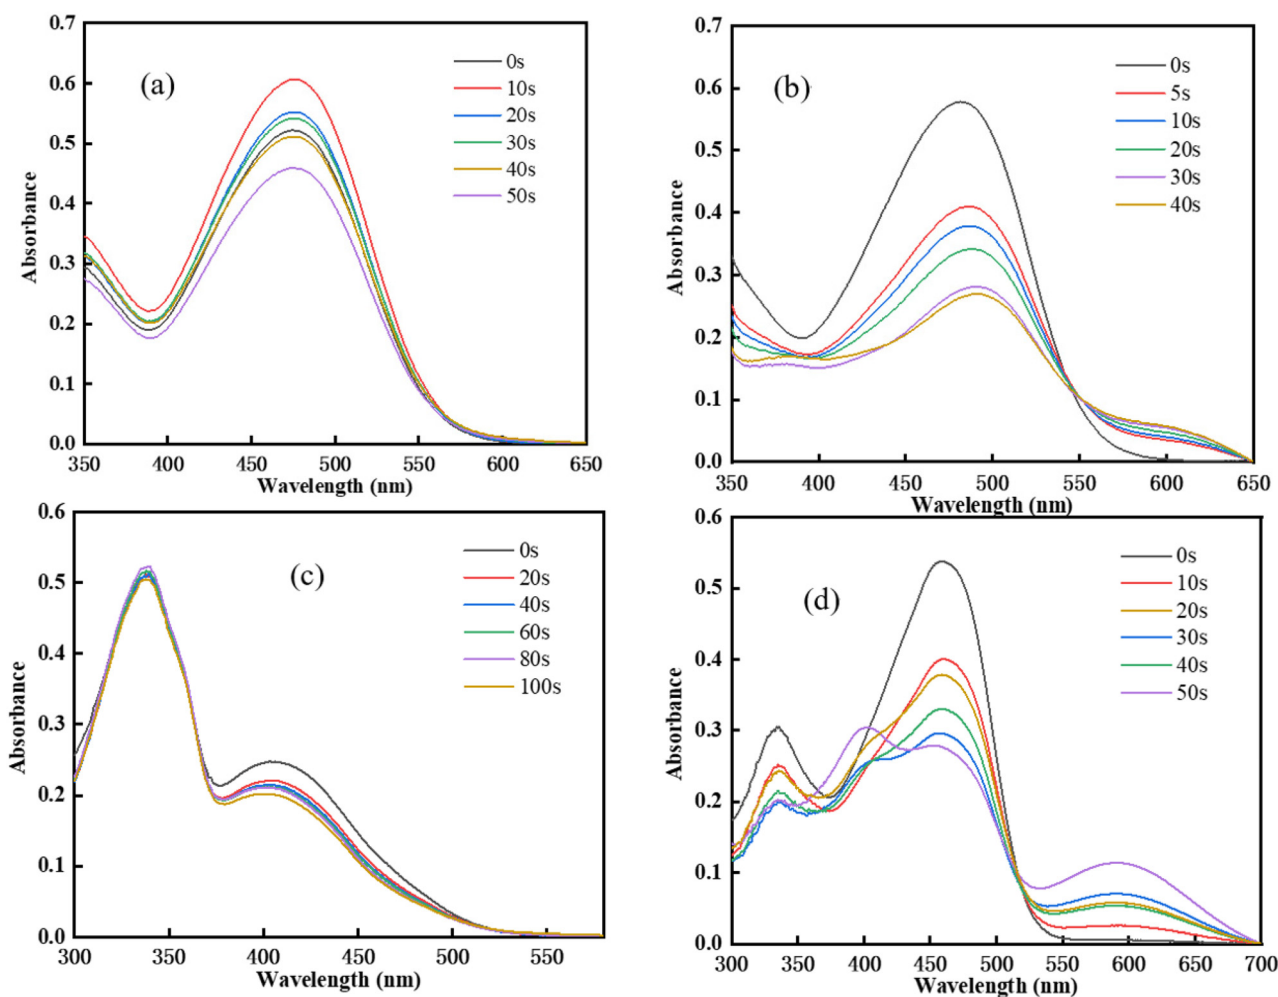 (a)
0s
10s
20s
30s
40s
50s
Absorbance
0.7
0.6
0.5
0.4
0.3
0.2
0.1
0.0
350 400 450 500 550 600 650
Wavelength (nm)
(b)
0s
5s
10s
20s
30s
40s
Absorbance
0.7
0.6
0.5
0.4
0.3
0.2
0.1
0.0
350 400 450 500 550 600 650
Wavelength (nm)
(c)
0s
20s
40s
60s
80s
100s
Absorbance
0.6
0.5
0.4
0.3
0.2
0.1
0.0
300 350 400 450 500 550
Wavelength (nm)
(d)
0s
10s
20s
30s
40s
50s
Absorbance
0.6
0.5
0.4
0.3
0.2
0.1
0.0
300 350 400 450 500 550 600 650 700
Wavelength (nm)